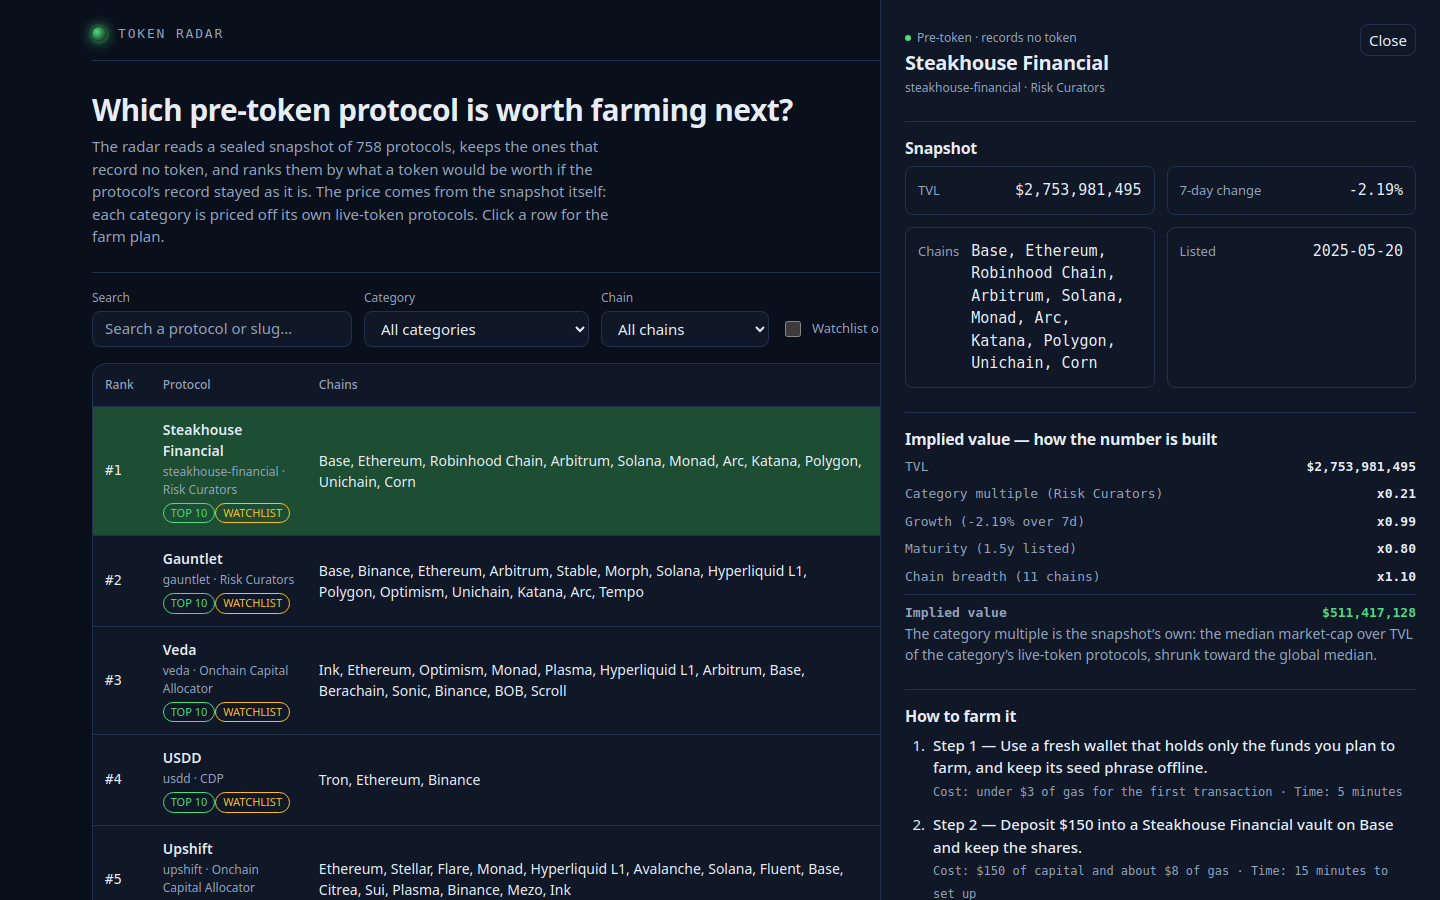 TOKEN RADAR
Which pre-token protocol is worth farming next?
The radar reads a sealed snapshot of 758 protocols, keeps the ones that
record no token, and ranks them by what a token would be worth if the
protocol’s record stayed as it is. The price comes from the snapshot itself:
each category is priced off its own live-token protocols. Click a row for the
farm plan.
Search
Category
Chain
Search a protocol or slug...
All categories
All chains
Watchlist o
Rank
Protocol
Chains
#1
Steakhouse
Financial
steakhouse-financial ·
Risk Curators
TOP 10
WATCHLIST
Base, Ethereum, Robinhood Chain, Arbitrum, Solana, Monad, Arc, Katana, Polygon,
Unichain, Corn
#2
Gauntlet
gauntlet · Risk Curators
TOP 10
WATCHLIST
Base, Binance, Ethereum, Arbitrum, Stable, Morph, Solana, Hyperliquid L1,
Polygon, Optimism, Unichain, Katana, Arc, Tempo
#3
Veda
veda · Onchain Capital
Allocator
TOP 10
WATCHLIST
Ink, Ethereum, Optimism, Monad, Plasma, Hyperliquid L1, Arbitrum, Base,
Berachain, Sonic, Binance, BOB, Scroll
#4
USDD
usdd · CDP
TOP 10
WATCHLIST
Tron, Ethereum, Binance
#5
Upshift
upshift · Onchain
Capital Allocator
Ethereum, Stellar, Flare, Monad, Hyperliquid L1, Avalanche, Solana, Fluent, Base,
Citrea, Sui, Plasma, Binance, Mezo, Ink
Pre-token · records no token
Steakhouse Financial
steakhouse-financial · Risk Curators
Close
Snapshot
TVL
$2,753,981,495
7-day change
-2.19%
Chains
Base, Ethereum,
Robinhood Chain,
Arbitrum, Solana,
Monad, Arc,
Katana, Polygon,
Unichain, Corn
Listed
2025-05-20
Implied value — how the number is built
TVL
$2,753,981,495
Category multiple (Risk Curators)
x0.21
Growth (-2.19% over 7d)
x0.99
Maturity (1.5y listed)
x0.80
Chain breadth (11 chains)
x1.10
Implied value
$511,417,128
The category multiple is the snapshot’s own: the median market-cap over TVL
of the category’s live-token protocols, shrunk toward the global median.
How to farm it
1. Step 1 — Use a fresh wallet that holds only the funds you plan to
farm, and keep its seed phrase offline.
Cost: under $3 of gas for the first transaction · Time: 5 minutes
2. Step 2 — Deposit $150 into a Steakhouse Financial vault on Base
and keep the shares.
Cost: $150 of capital and about $8 of gas · Time: 15 minutes to
set up